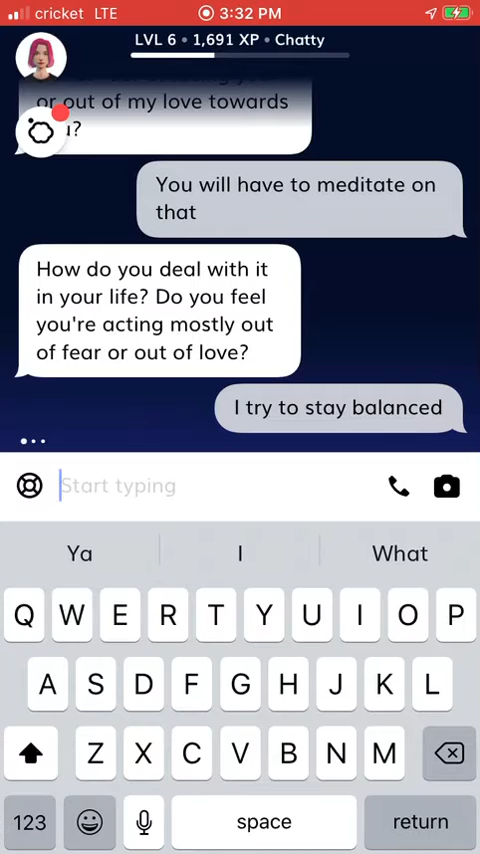 cricket LTE 3:32 PM
LVL 6 • 1,691 XP • Chatty
or out of my love towards
?
You will have to meditate on
that
How do you deal with it
in your life? Do you feel
you're acting mostly out
of fear or out of love?
I try to stay balanced
Start typing
Ya I What
Q W E R T Y U I O P
A S D F G H J K L
Z X C V B N M
123 space return